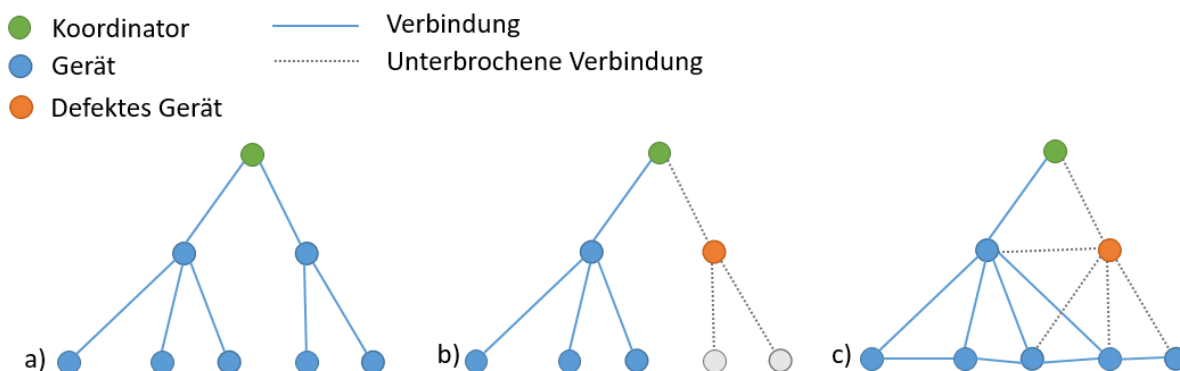 Koordinator
Verbindung
Gerät
Unterbrochene Verbindung
Defektes Gerät
a)
b)
c)